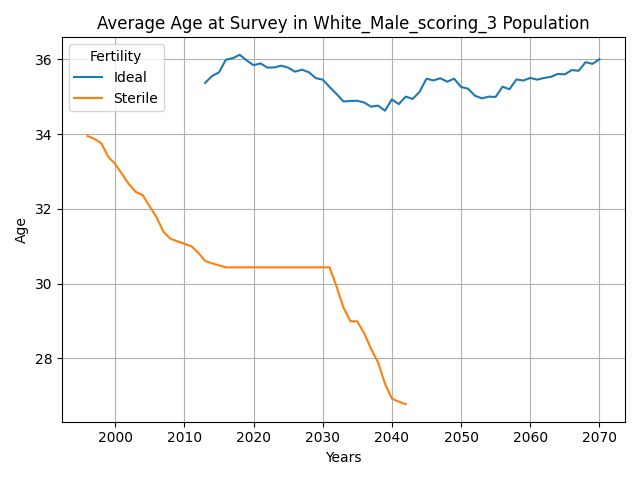 Average Age at Survey in White_Male_scoring_3 Population
Fertility
Ideal
Sterile
36
34
32
30
28
Age
2000 2010 2020 2030 2040 2050 2060 2070
Years